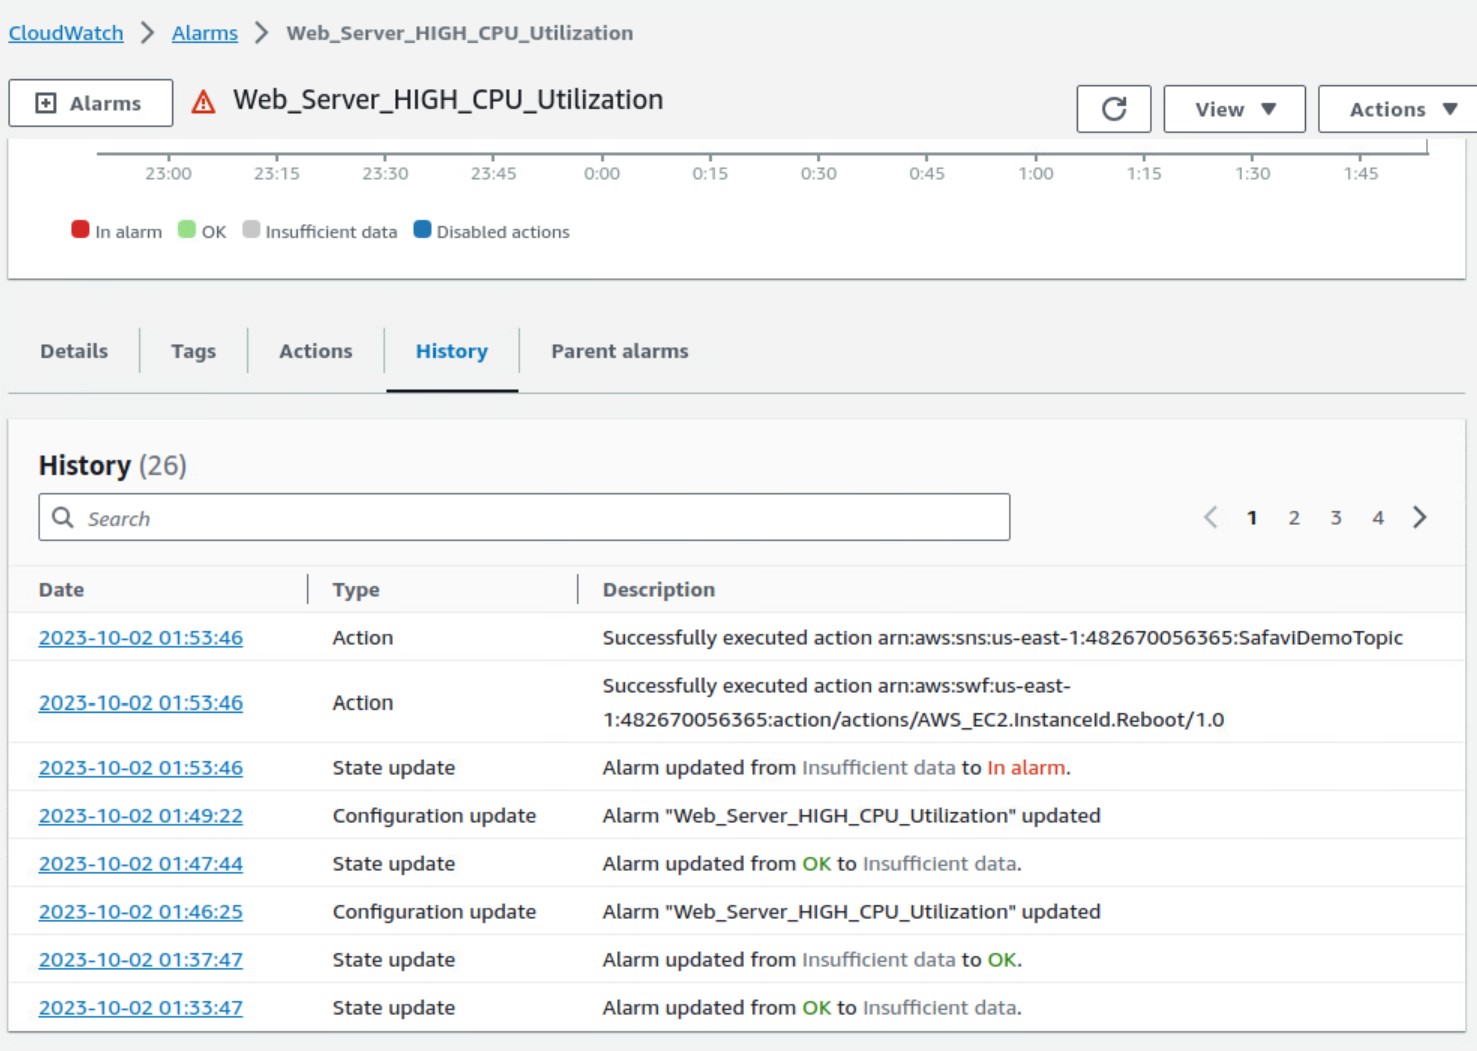 CloudWatch > Alarms > Web_Server_HIGH_CPU_Utilization
Alarms Web_Server_HIGH_CPU_Utilization View Actions
23:00 23:15 23:30 23:45 0:00 0:15 0:30 0:45 1:00 1:15 1:30 1:45
In alarm OK Insufficient data Disabled actions
Details Tags Actions History Parent alarms
History (26)
Search 1 2 3 4
Date Type Description
2023-10-02 01:53:46 Action Successfully executed action arn:aws:sns:us-east-1:482670056365:SafaviDemoTopic
Successfully executed action arn:aws:swf:us-east-
2023-10-02 01:53:46 Action
1:482670056365:action/actions/AWS_EC2.InstanceId.Reboot/1.0
2023-10-02 01:53:46 State update Alarm updated from Insufficient data to In alarm.
2023-10-02 01:49:22 Configuration update Alarm "Web_Server_HIGH_CPU_Utilization" updated
2023-10-02 01:47:44 State update Alarm updated from OK to Insufficient data.
2023-10-02 01:46:25 Configuration update Alarm "Web_Server_HIGH_CPU_Utilization" updated
2023-10-02 01:37:47 State update Alarm updated from Insufficient data to OK.
2023-10-02 01:33:47 State update Alarm updated from OK to Insufficient data.